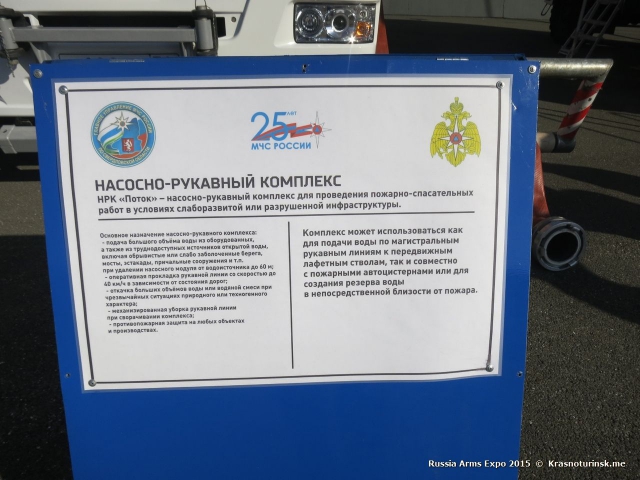 25 ЛЕТ
МЧС РОССИИ
НАСОСНО-РУКАВНЫЙ КОМПЛЕКС
НРК «Поток» – насосно-рукавный комплекс для проведения пожарно-спасательных
работ в условиях слаборазвитой или разрушенной инфраструктуры.
Основное назначение насосно-рукавного комплекса:
- подача большого объёма воды из оборудованных,
а также из труднодоступных источников открытой воды,
включая обрывистые или слабо заболоченные берега,
мосты, эстакады, причальные сооружения и т.п.
при удалении насосного модуля от водоисточника до 60 м;
- оперативная прокладка рукавной линии со скоростью до
40 км/ч в зависимости от состояния дорог;
- откачка больших объёмов воды или водяной смеси при
чрезвычайных ситуациях природного или техногенного
характера;
- механизированная уборка рукавной линии
при сворачивании комплекса;
- противопожарная защита на любых объектах
и производствах.
Комплекс может использоваться как
для подачи воды по магистральным
рукавным линиям к передвижным
лафетным стволам, так и совместно
с пожарными автоцистернами или для
создания резерва воды
в непосредственной близости от пожара.
Russia Arms Expo 2015 © Krasnoturinsk.me